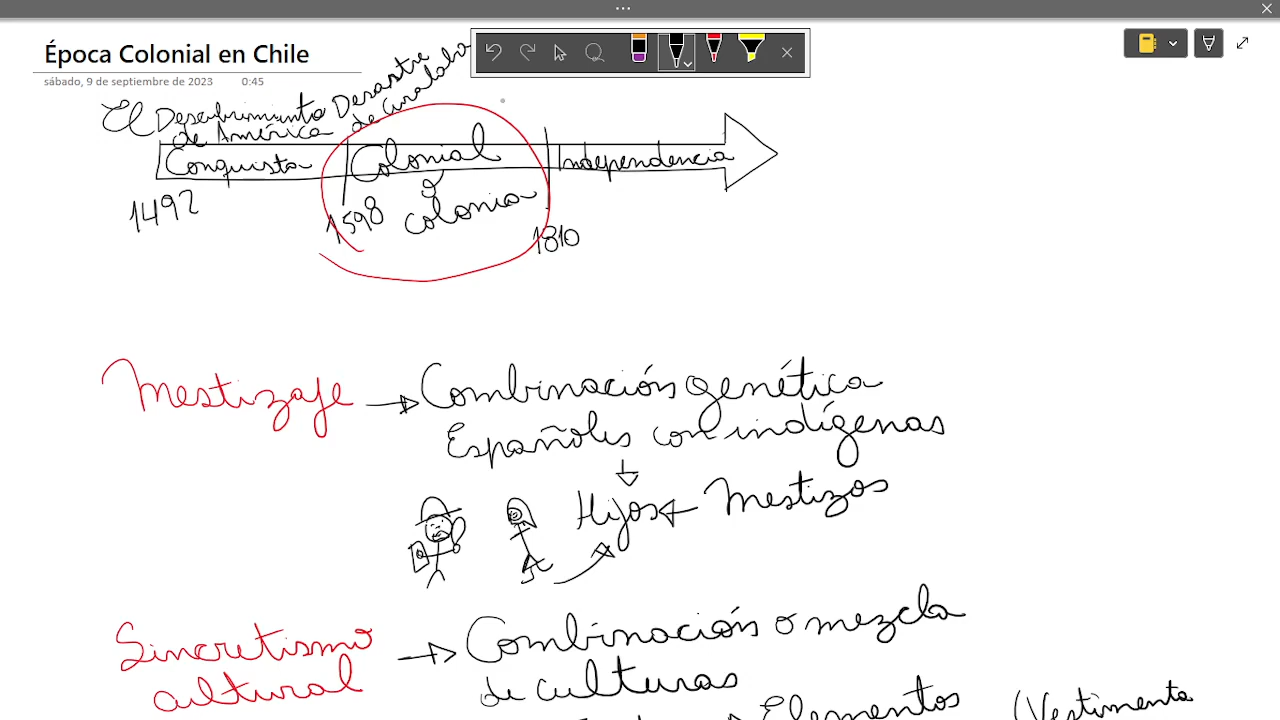 Época Colonial en Chile
sábado, 9 de septiembre de 2023 0:45
El Descubrimiento
de América
Desastre
de Curalaba
Conquista
Colonial
o
colonia
Independencia
1492
1598
1810
Mestizaje
Combinación genética
Españoles con indígenas
Hijos
Mestizos
Sincretismo
cultural
Combinación o mezcla
de culturas
Elementos
(Vestimenta